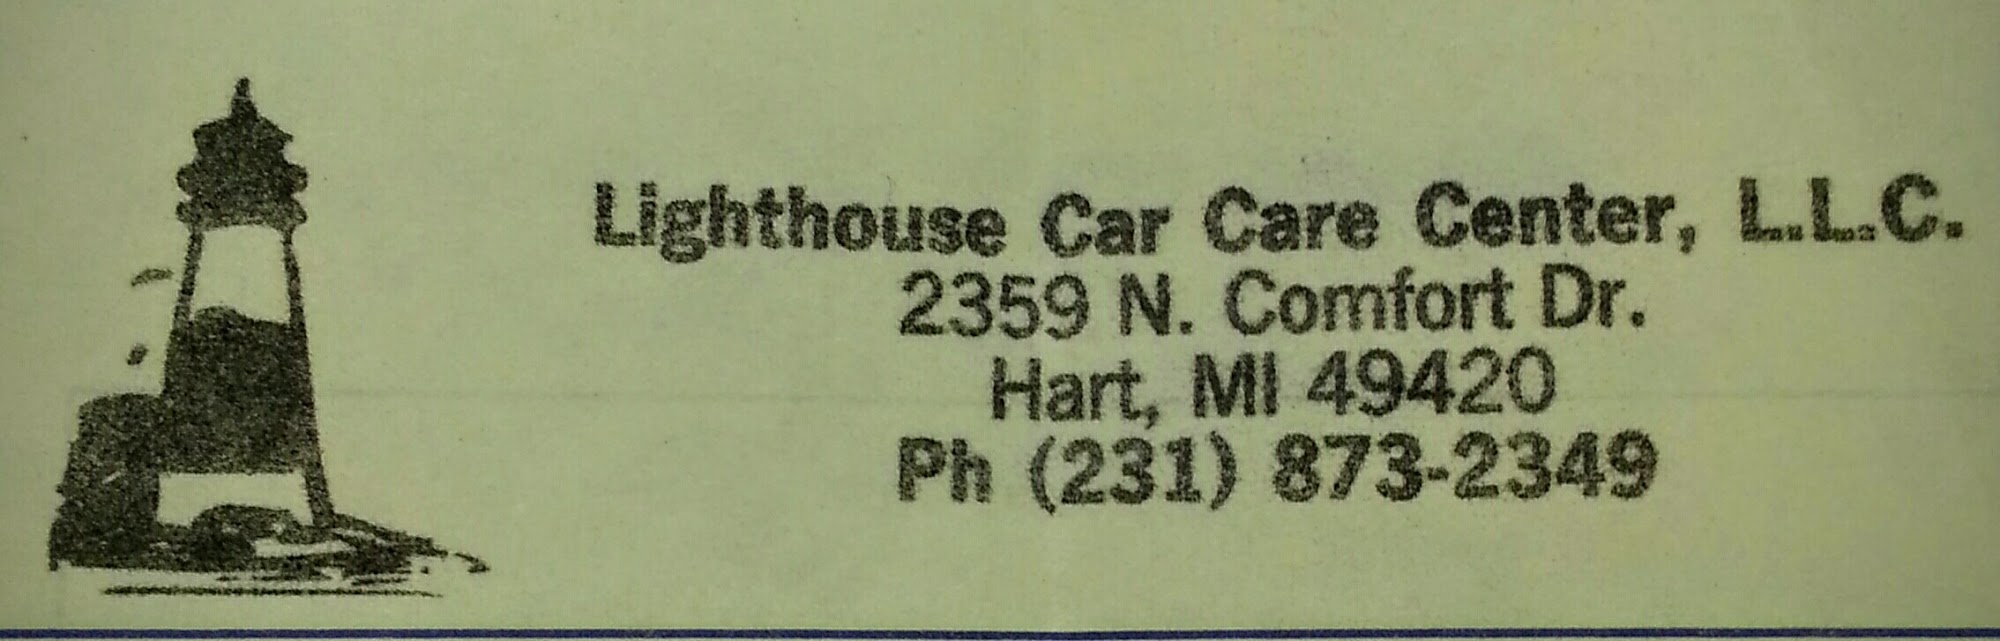 Lighthouse Car Care Center, L.L.C.
2359 N. Comfort Dr.
Hart, MI 49420
Ph (231) 873-2349